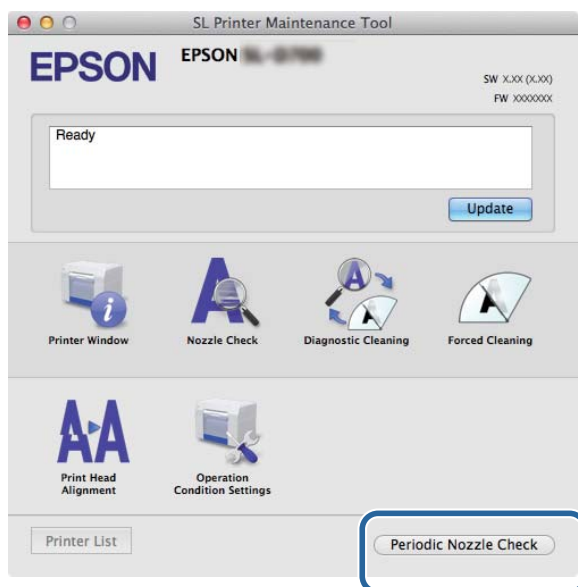 SL Printer Maintenance Tool
EPSON
EPSON
SW X.XX (X.XX)
FW XXXXXXX
Ready
Update
Printer Window
Nozzle Check
Diagnostic Cleaning
Forced Cleaning
Print Head
Alignment
Operation
Condition Settings
Printer List
Periodic Nozzle Check